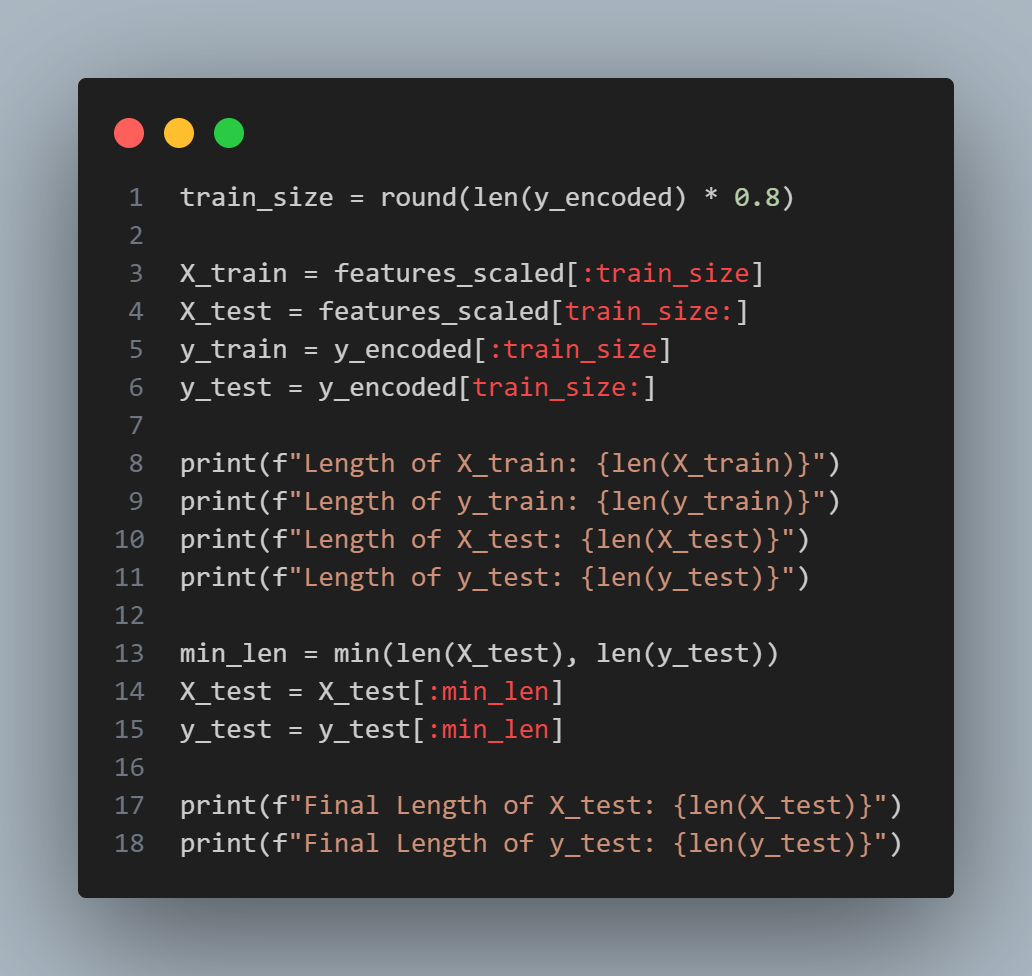 1 train_size = round(len(y_encoded) * 0.8)
2
3 X_train = features_scaled[:train_size]
4 X_test = features_scaled[train_size:]
5 y_train = y_encoded[:train_size]
6 y_test = y_encoded[train_size:]
7
8 print(f"Length of X_train: {len(X_train)}")
9 print(f"Length of y_train: {len(y_train)}")
10 print(f"Length of X_test: {len(X_test)}")
11 print(f"Length of y_test: {len(y_test)}")
12
13 min_len = min(len(X_test), len(y_test))
14 X_test = X_test[:min_len]
15 y_test = y_test[:min_len]
16
17 print(f"Final Length of X_test: {len(X_test)}")
18 print(f"Final Length of y_test: {len(y_test)}")